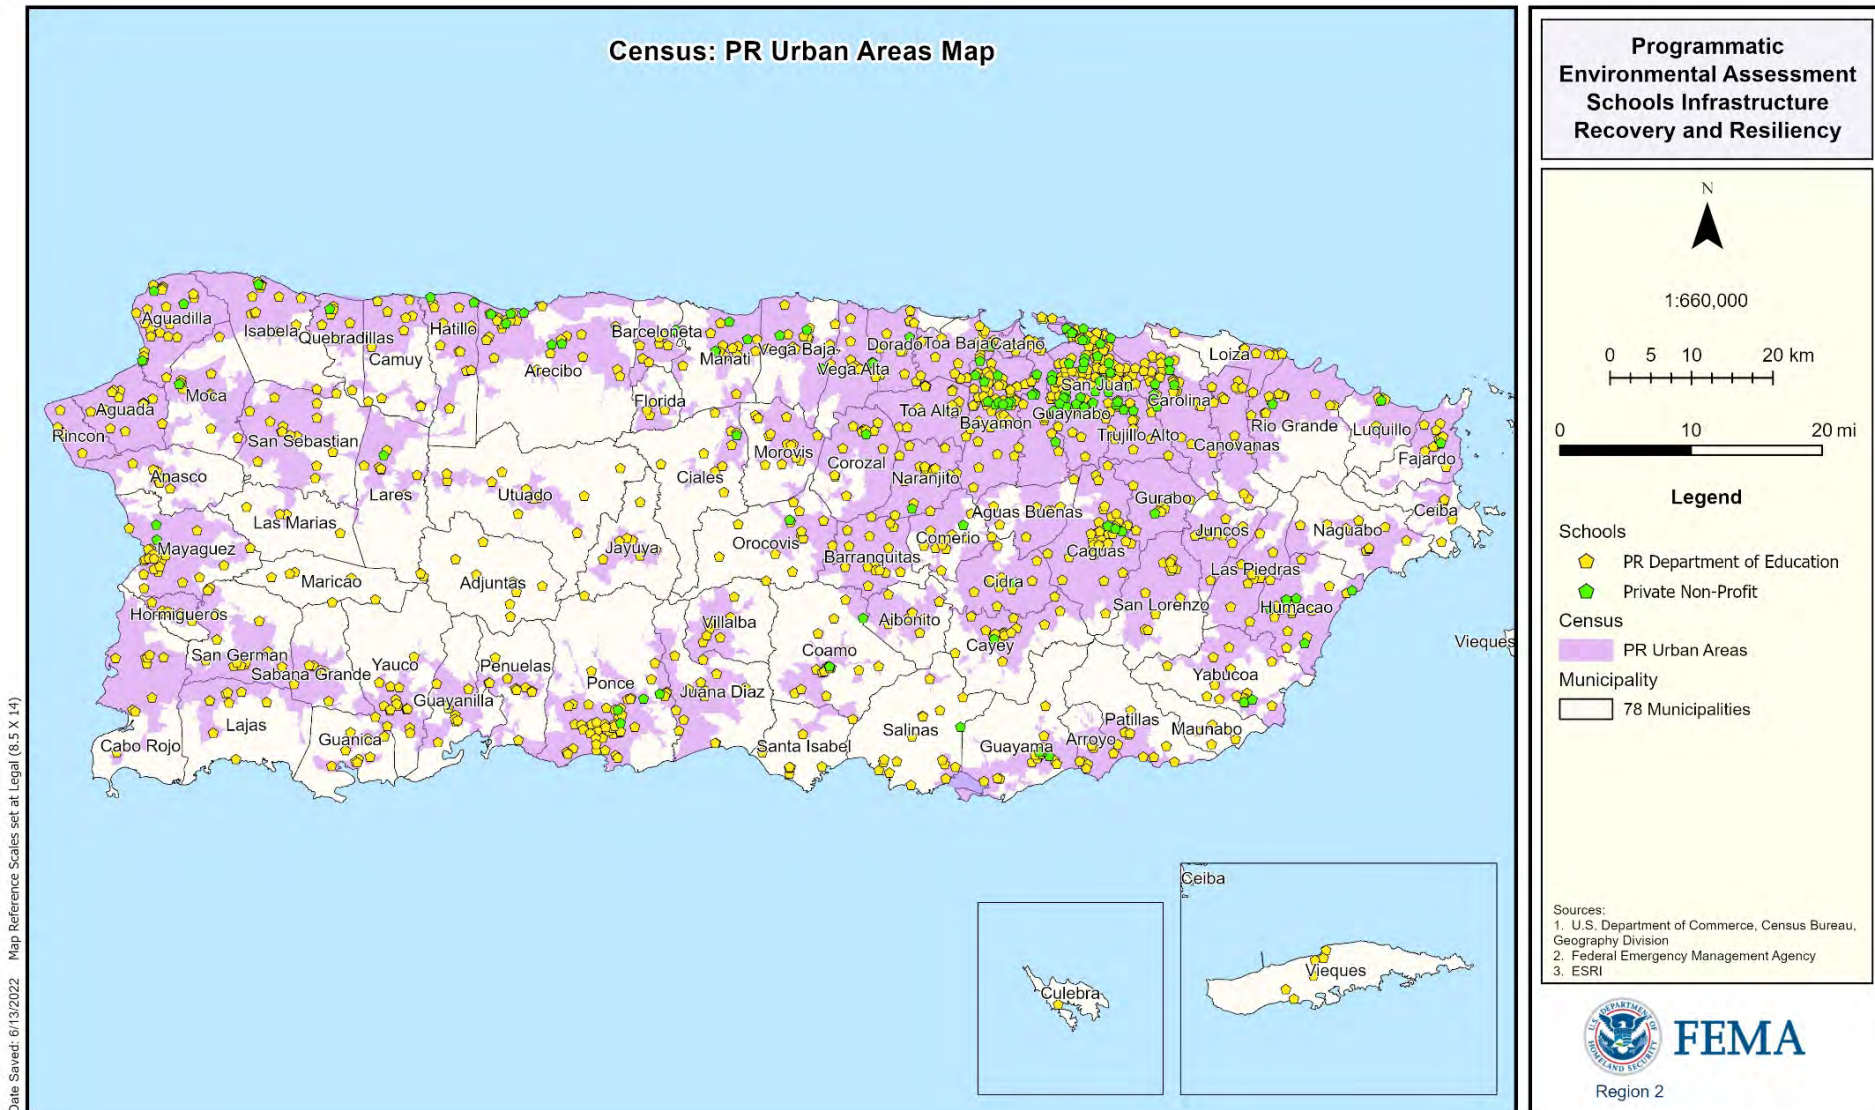 Census: PR Urban Areas Map
Aguadilla
Isabela
Quebradillas
Camuy
Hatillo
Arecibo
Barceloneta
Manati
Vega Baja
Vega Alta
Dorado
Toa Baja
Catano
San Juan
Loiza
Carolina
Moca
Aguada
Rincon
San Sebastian
Florida
Toa Alta
Bayamon
Guaynabo
Trujillo Alto
Canovanas
Rio Grande
Luquillo
Fajardo
Anasco
Lares
Utuado
Ciales
Morovis
Corozal
Naranjito
Las Marias
Mayaguez
Maricao
Adjuntas
Jayuya
Orocovis
Barranquitas
Comerio
Aguas Buenas
Gurabo
Caguas
Juncos
Naguabo
Ceiba
Las Piedras
Cidra
Hormigueros
San German
Sabana Grande
Yauco
Guayanilla
Penuelas
Ponce
Villalba
Juana Diaz
Coamo
Aibonito
Cayey
San Lorenzo
Humacao
Yabucoa
Vieques
Cabo Rojo
Lajas
Guanica
Santa Isabel
Salinas
Guayama
Arroyo
Patillas
Maunabo
Ceiba
Culebra
Vieques
Date Saved: 6/13/2022 Map Reference Scales set at Legal (8.5 X 14)
Programmatic
Environmental Assessment
Schools Infrastructure
Recovery and Resiliency
N
1:660,000
0 5 10 20 km
0 10 20 mi
Legend
Schools
PR Department of Education
Private Non-Profit
Census
PR Urban Areas
Municipality
78 Municipalities
Sources:
1. U.S. Department of Commerce, Census Bureau,
Geography Division
2. Federal Emergency Management Agency
3. ESRI
U.S. DEPARTMENT OF
HOMELAND SECURITY
FEMA
Region 2